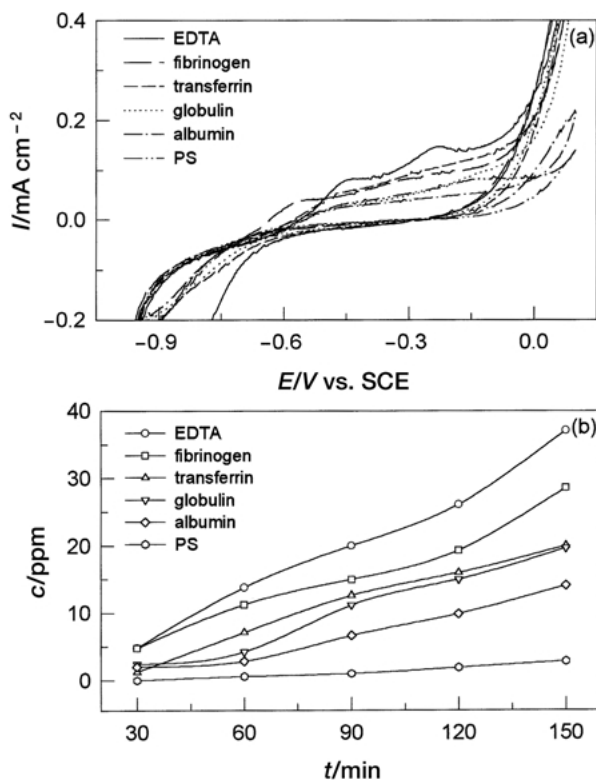 0.4
(a)
EDTA
fibrinogen
transferrin
globulin
albumin
PS
0.2
0.0
−0.2
I/mA cm−2
−0.9 −0.6 −0.3 0.0
E/V vs. SCE
40
(b)
EDTA
fibrinogen
transferrin
globulin
albumin
PS
30
20
10
0
c/ppm
30 60 90 120 150
t/min